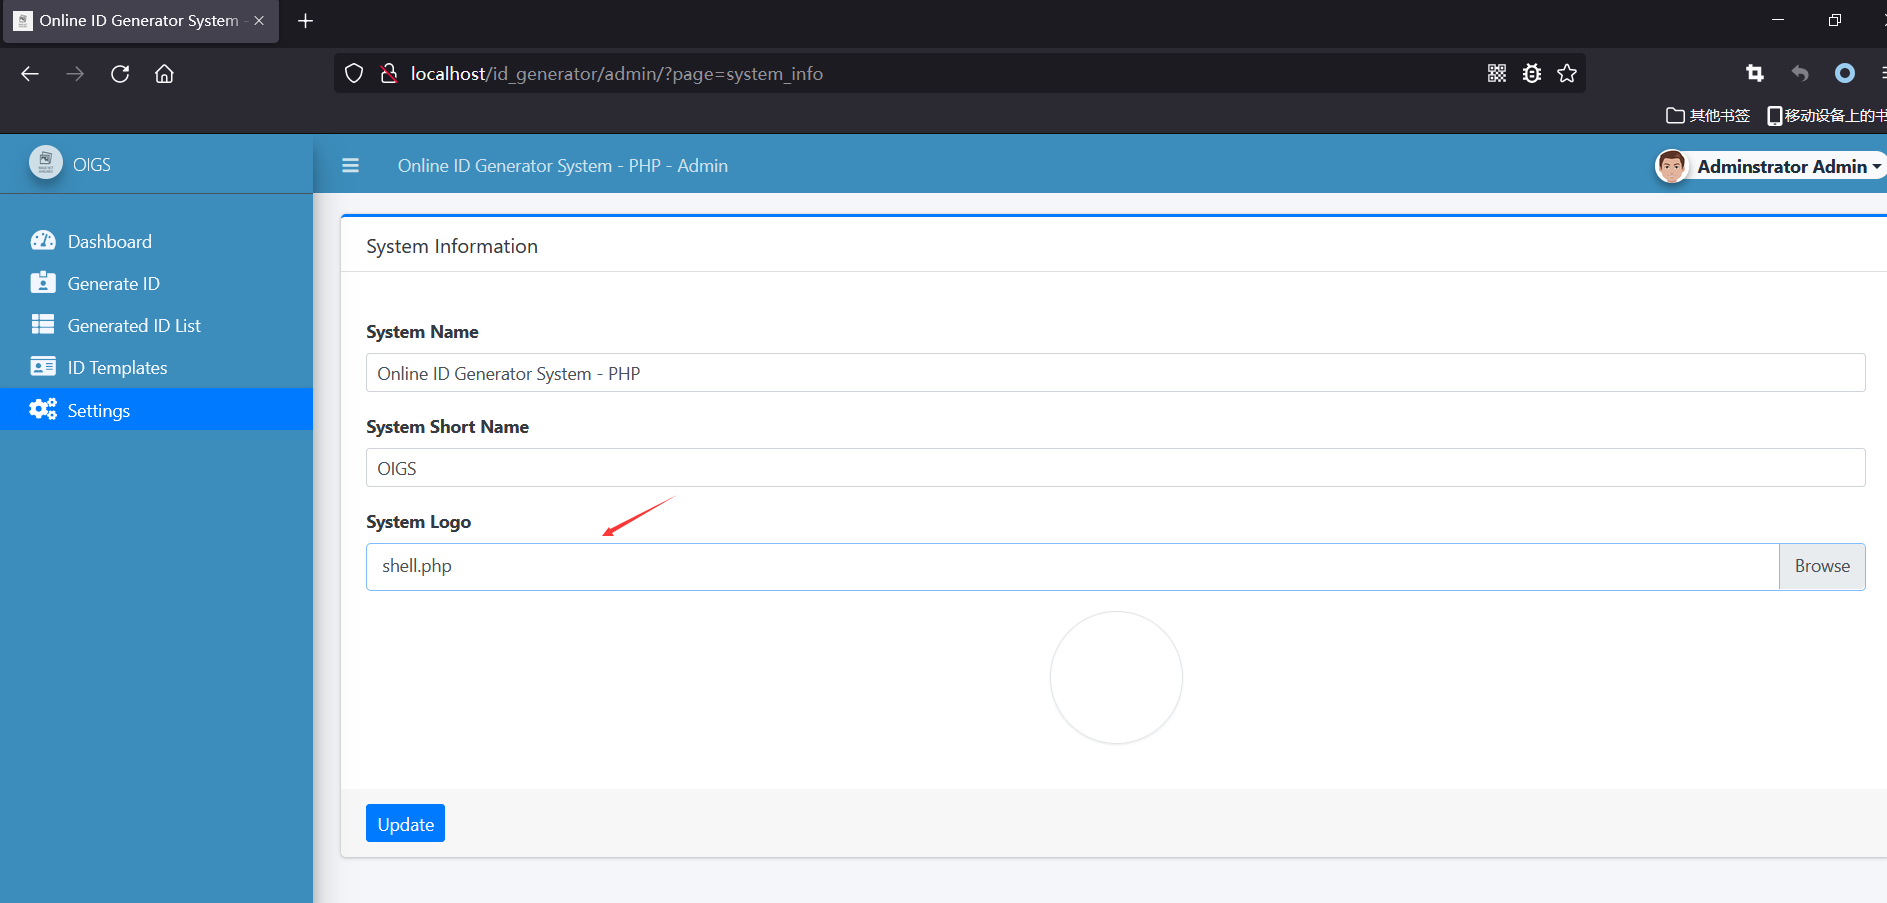 Online ID Generator System -
localhost/id_generator/admin/?page=system_info
其他书签
移动设备上的书
OIGS
Online ID Generator System - PHP - Admin
Adminstrator Admin
Dashboard
Generate ID
Generated ID List
ID Templates
Settings
System Information
System Name
Online ID Generator System - PHP
System Short Name
OIGS
System Logo
shell.php
Browse
Update